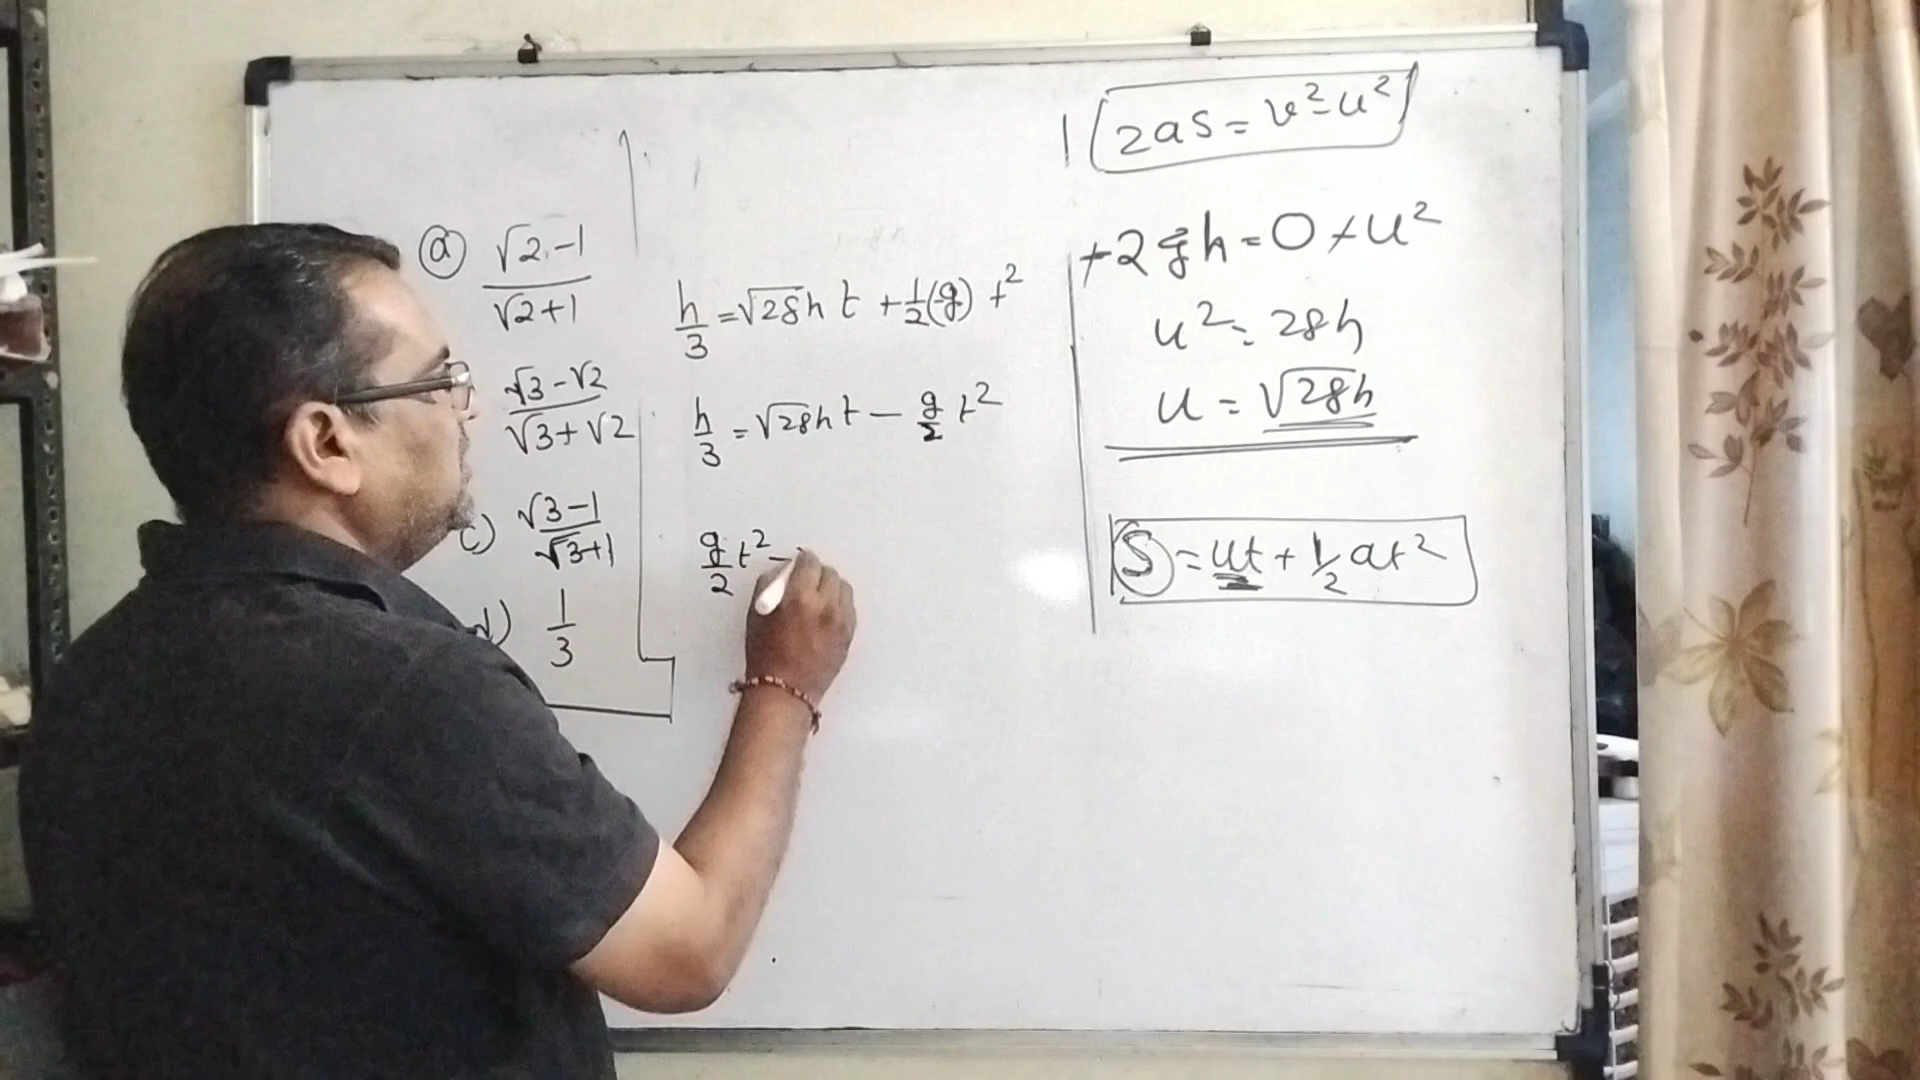 ⓐ √2-1/√2+1
√3-√2/√3+√2
c) √3-1/√3+1
d) 1/3
h/3=√2gh t +1/2(-g) t²
h/3=√2gh t - g/2 t²
g/2 t² -
2as=v²-u²
+2gh=0+u²
u²=2gh
u=√2gh
S=ut+1/2at²